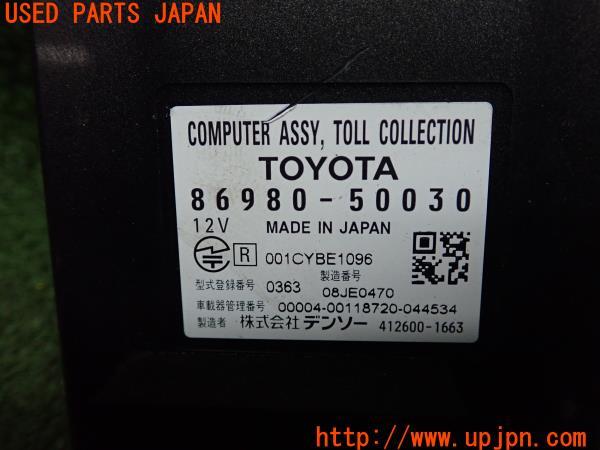 USED PARTS JAPAN
COMPUTER ASSY, TOLL COLLECTION
TOYOTA
86980-50030
12V MADE IN JAPAN
R 001CYBE1096
型式登録番号 0363 製造番号 08JE0470
車載器管理番号 00004-00118720-044534
製造者 株式会社 デンソー 412600-1663
http://www.upjpn.com